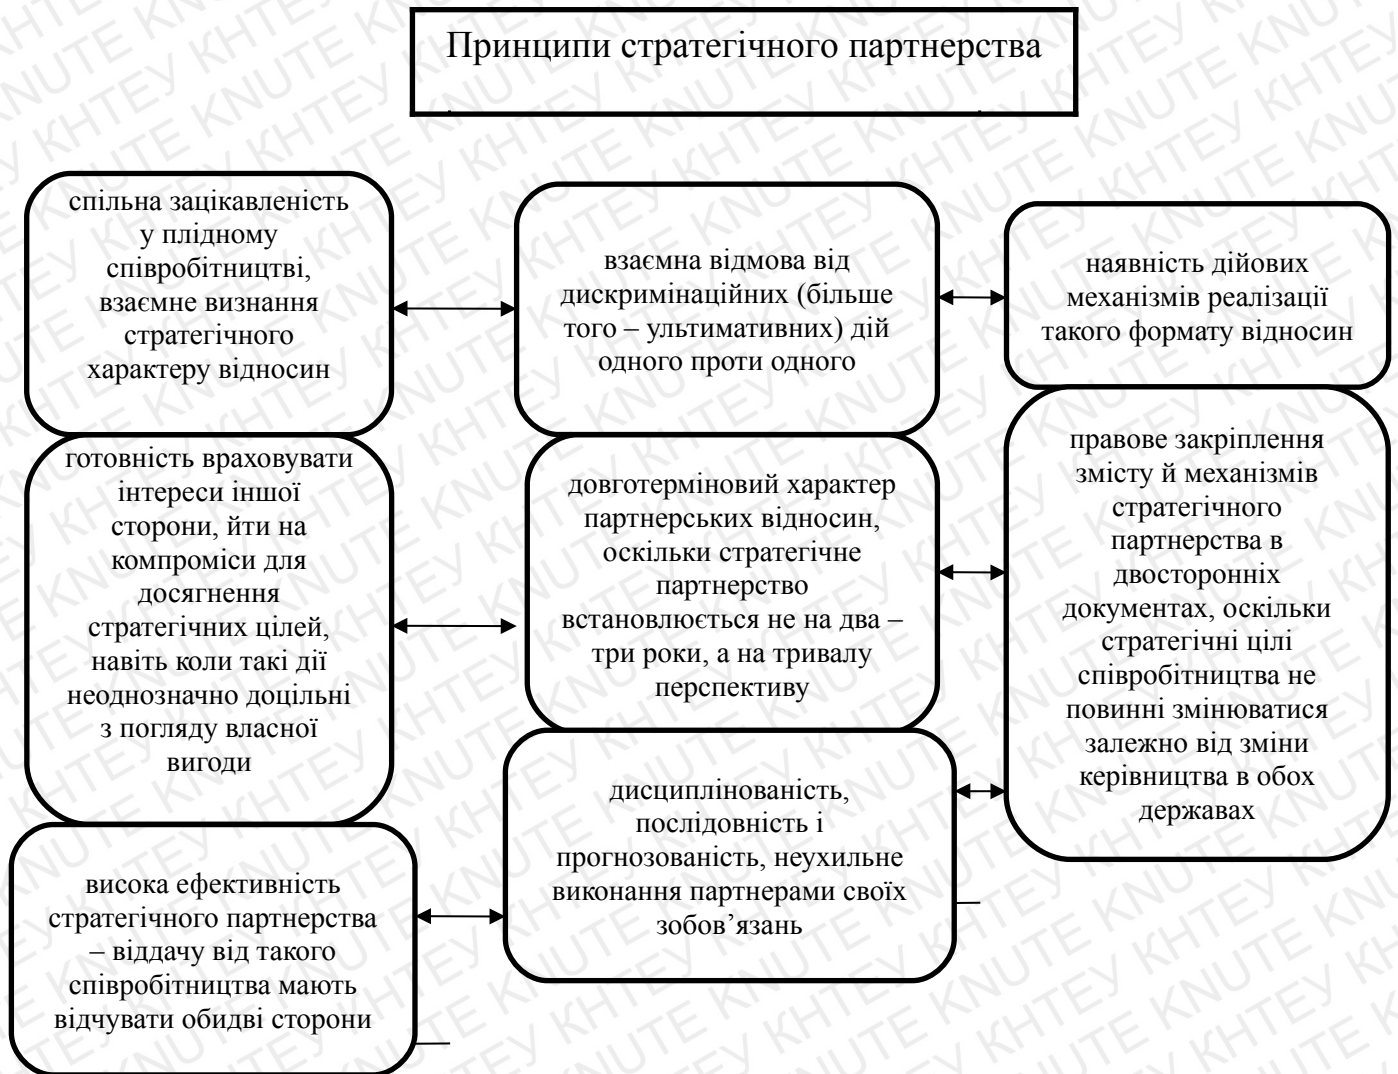 Принципи стратегічного партнерства
спільна зацікавленість
у плідному
співробітництві,
взаємне визнання
стратегічного
характеру відносин
взаємна відмова від
дискримінаційних (більше
того – ультимативних) дій
одного проти одного
наявність дійових
механізмів реалізації
такого формату відносин
готовність враховувати
інтереси іншої
сторони, йти на
компроміси для
досягнення
стратегічних цілей,
навіть коли такі дії
неоднозначно доцільні
з погляду власної
вигоди
довготерміновий характер
партнерських відносин,
оскільки стратегічне
партнерство
встановлюється не на два –
три роки, а на тривалу
перспективу
правове закріплення
змісту й механізмів
стратегічного
партнерства в
двосторонніх
документах, оскільки
стратегічні цілі
співробітництва не
повинні змінюватися
залежно від зміни
керівництва в обох
державах
висока ефективність
стратегічного партнерства
– віддачу від такого
співробітництва мають
відчувати обидві сторони
дисциплінованість,
послідовність і
прогнозованість, неухильне
виконання партнерами своїх
зобов’язань